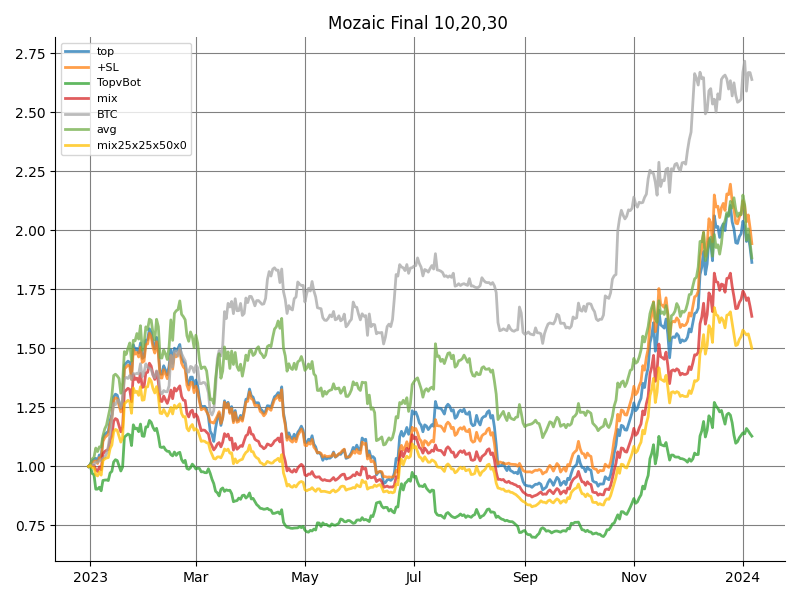 Mozaic Final 10,20,30
2.75
2.50
2.25
2.00
1.75
1.50
1.25
1.00
0.75
top
+SL
TopvBot
mix
BTC
avg
mix25x25x50x0
2023 Mar May Jul Sep Nov 2024